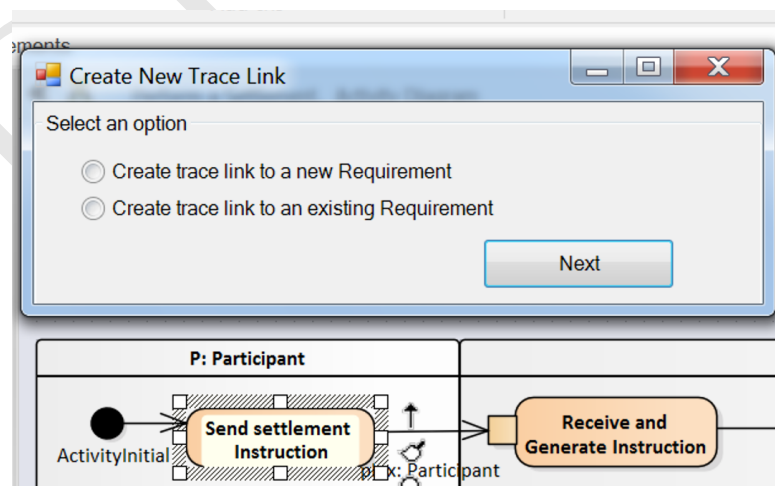 ements
Create New Trace Link
Select an option
Create trace link to a new Requirement
Create trace link to an existing Requirement
Next
P: Participant
Send settlement
Instruction
Receive and
Generate Instruction
ActivityInitial
x: Participant